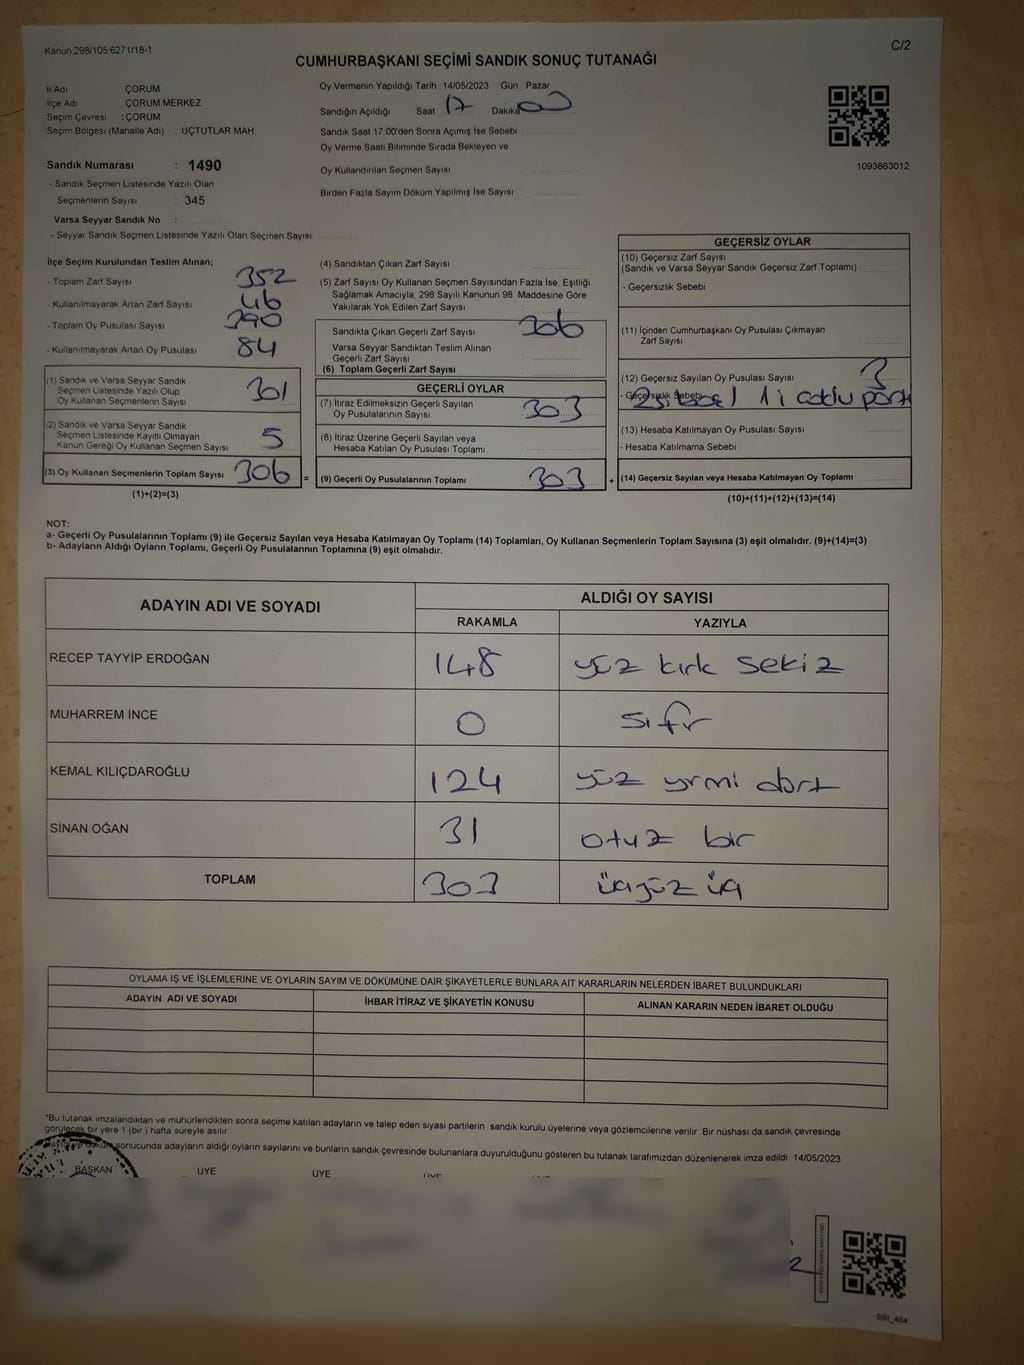 Kanun.298/105,6271/18-1
C/2
CUMHURBAŞKANI SEÇİMİ SANDIK SONUÇ TUTANAĞI
İl Adı ÇORUM
İlçe Adı ÇORUM MERKEZ
Seçim Çevresi : ÇORUM
Seçim Bölgesi (Mahalle Adı) : ÜÇTUTLAR MAH.
Oy Vermenin Yapıldığı Tarih : 14/05/2023 Gün : Pazar
Sandığın Açıldığı Saat 17 Dakika 00
Sandık Saat 17:00'den Sonra Açımış İse Sebebi
Oy Verme Saati Bitiminde Sırada Bekleyen ve
Oy Kullandırılan Seçmen Sayısı
Birden Fazla Sayım Döküm Yapılmış İse Sayısı
1093863012
Sandık Numarası : 1490
- Sandık Seçmen Listesinde Yazılı Olan
Seçmenlerin Sayısı : 345
Varsa Seyyar Sandık No :
- Seyyar Sandık Seçmen Listesinde Yazılı Olan Seçmen Sayısı
İlçe Seçim Kurulundan Teslim Alınan;
- Toplam Zarf Sayısı 352
- Kullanılmayarak Artan Zarf Sayısı 46
- Toplam Oy Pusulası Sayısı 390
- Kullanılmayarak Artan Oy Pusulası 84
(1) Sandık ve Varsa Seyyar Sandık
Seçmen Listesinde Yazılı Olup
Oy Kullanan Seçmenlerin Sayısı 301
(2) Sandık ve Varsa Seyyar Sandık
Seçmen Listesinde Kayıtlı Olmayan
Kanun Gereği Oy Kullanan Seçmen Sayısı 5
(3) Oy Kullanan Seçmenlerin Toplam Sayısı 306 =
(1)+(2)=(3)
(4) Sandıktan Çıkan Zarf Sayısı
(5) Zarf Sayısı Oy Kullanan Seçmen Sayısından Fazla İse, Eşitliği
Sağlamak Amacıyla, 298 Sayılı Kanunun 98. Maddesine Göre
Yakılarak Yok Edilen Zarf Sayısı
Sandıkta Çıkan Geçerli Zarf Sayısı 306
Varsa Seyyar Sandıktan Teslim Alınan
Geçerli Zarf Sayısı
(6) Toplam Geçerli Zarf Sayısı
GEÇERLİ OYLAR
(7) İtiraz Edilmeksizin Geçerli Sayılan
Oy Pusulalarının Sayısı 303
(8) İtiraz Üzerine Geçerli Sayılan veya
Hesaba Katılan Oy Pusulası Toplamı
(9) Geçerli Oy Pusulalarının Toplamı 303 +
GEÇERSİZ OYLAR
(10) Geçersiz Zarf Sayısı
(Sandık ve Varsa Seyyar Sandık Geçersiz Zarf Toplamı)
- Geçersizlik Sebebi
(11) İçinden Cumhurbaşkanı Oy Pusulası Çıkmayan
Zarf Sayısı
(12) Geçersiz Sayılan Oy Pusulası Sayısı 3
- Geçersizlik Sebebi
(13) Hesaba Katılmayan Oy Pusulası Sayısı
- Hesaba Katılmama Sebebi
(14) Geçersiz Sayılan veya Hesaba Katılmayan Oy Toplamı
(10)+(11)+(12)+(13)=(14)
NOT:
a- Geçerli Oy Pusulalarının Toplamı (9) ile Geçersiz Sayılan veya Hesaba Katılmayan Oy Toplamı (14) Toplamları, Oy Kullanan Seçmenlerin Toplam Sayısına (3) eşit olmalıdır. (9)+(14)=(3)
b- Adayların Aldığı Oyların Toplamı, Geçerli Oy Pusulalarının Toplamına (9) eşit olmalıdır.
ADAYIN ADI VE SOYADI ALDIĞI OY SAYISI
RAKAMLA YAZIYLA
RECEP TAYYİP ERDOĞAN 148 yüz kırk sekiz
MUHARREM İNCE 0 sıfır
KEMAL KILIÇDAROĞLU 124 yüz yirmi dört
SİNAN OĞAN 31 otuz bir
TOPLAM 303 üçyüz üç
OYLAMA İŞ VE İŞLEMLERİNE VE OYLARIN SAYIM VE DÖKÜMÜNE DAİR ŞİKAYETLERLE BUNLARA AİT KARARLARIN NELERDEN İBARET BULUNDUKLARI
ADAYIN ADI VE SOYADI İHBAR İTİRAZ VE ŞİKAYETİN KONUSU ALINAN KARARIN NEDEN İBARET OLDUĞU
*Bu tutanak imzalandıktan ve mühürlendikten sonra seçime katılan adayların ve talep eden siyasi partilerin sandık kurulu üyelerine veya gözlemcilerine verilir. Bir nüshası da sandık çevresinde
görülecek bir yere 1 (bir) hafta süreyle asılır.
sonucunda adayların aldığı oyların sayılarını ve bunların sandık çevresinde bulunanlara duyurulduğunu gösteren bu tutanak tarafımızdan düzenlenerek imza edildi. 14/05/2023
BAŞKAN ÜYE ÜYE ÜYE ÜYE
SSI_404